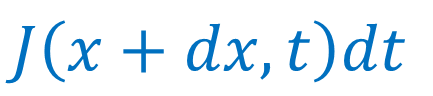 J(x + dx, t)dt